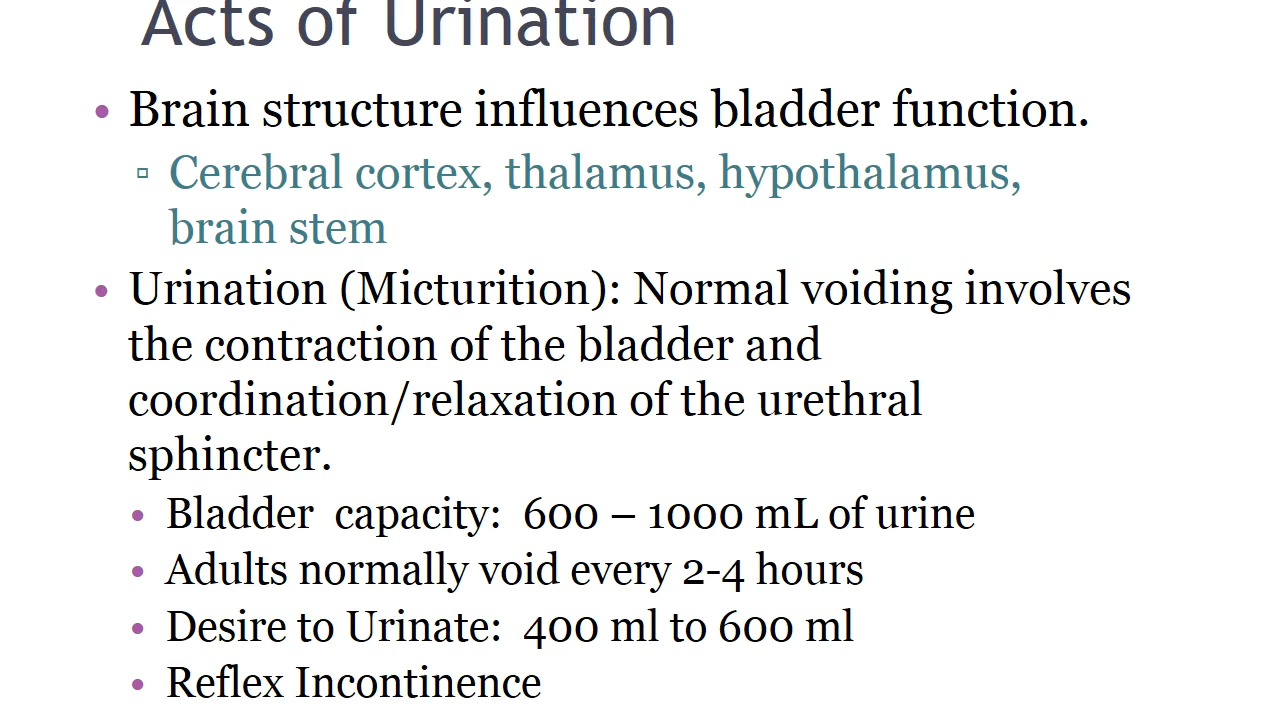 Acts of Urination
• Brain structure influences bladder function.
▫ Cerebral cortex, thalamus, hypothalamus,
brain stem
• Urination (Micturition): Normal voiding involves
the contraction of the bladder and
coordination/relaxation of the urethral
sphincter.
• Bladder  capacity:  600 – 1000 mL of urine
• Adults normally void every 2-4 hours
• Desire to Urinate:  400 ml to 600 ml
• Reflex Incontinence